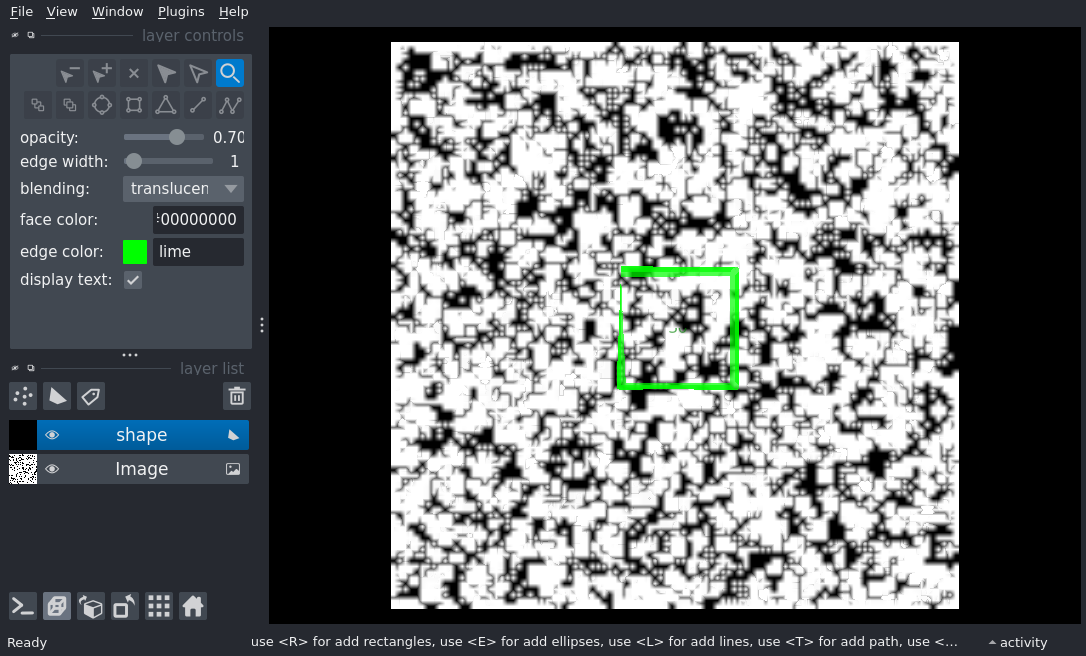 File View Window Plugins Help
layer controls
opacity: 0.70
edge width: 1
blending: translucen
face color: 00000000
edge color: lime
display text:
layer list
shape
Image
Ready use <R> for add rectangles, use <E> for add ellipses, use <L> for add lines, use <T> for add path, use <... activity